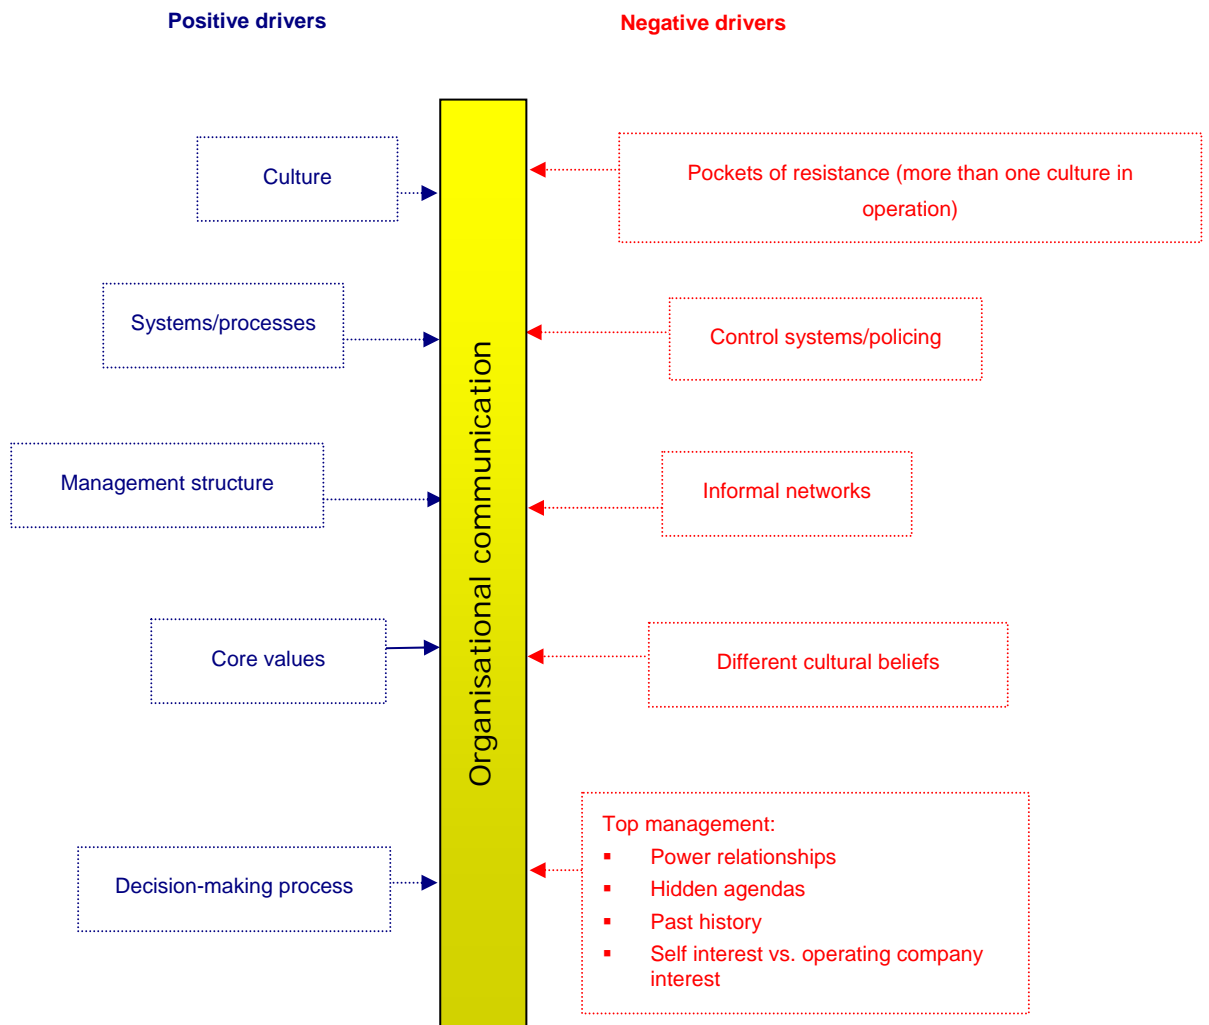 Positive drivers
Negative drivers
Culture
Pockets of resistance (more than one culture in
operation)
Systems/processes
Control systems/policing
Management structure
Informal networks
Core values
Different cultural beliefs
Decision-making process
Top management:
▪ Power relationships
▪ Hidden agendas
▪ Past history
▪ Self interest vs. operating company
interest
Organisational communication